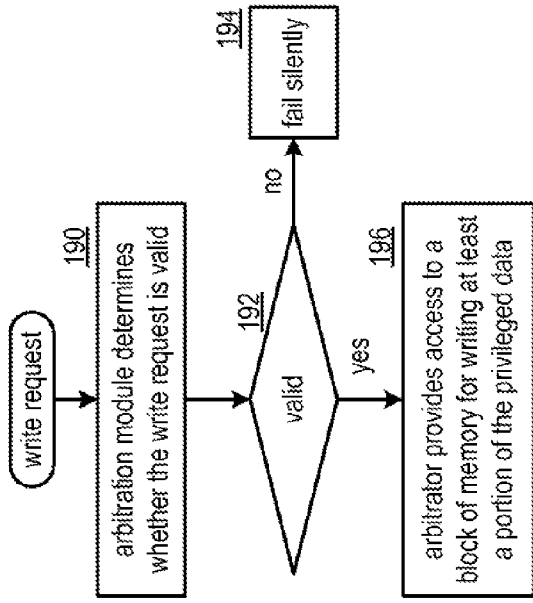 write request
190
arbitration module determines
whether the write request is valid
192
valid
no
194
fail silently
yes
196
arbitrator provides access to a
block of memory for writing at least
a portion of the privileged data